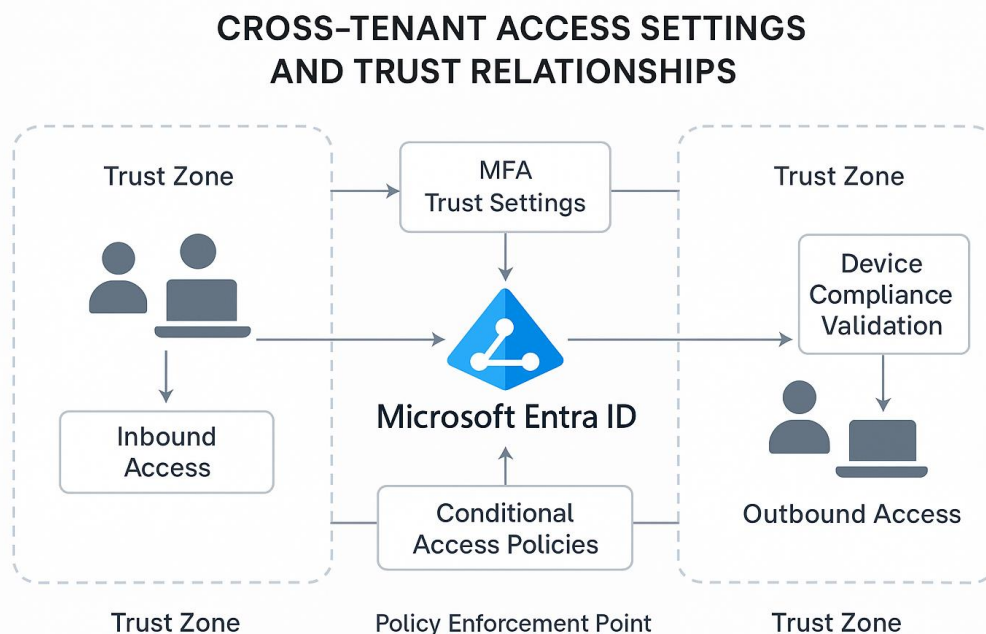 CROSS-TENANT ACCESS SETTINGS
AND TRUST RELATIONSHIPS
Trust Zone
MFA
Trust Settings
Trust Zone
Device
Compliance
Validation
Microsoft Entra ID
Inbound
Access
Conditional
Access Policies
Outbound Access
Trust Zone
Policy Enforcement Point
Trust Zone